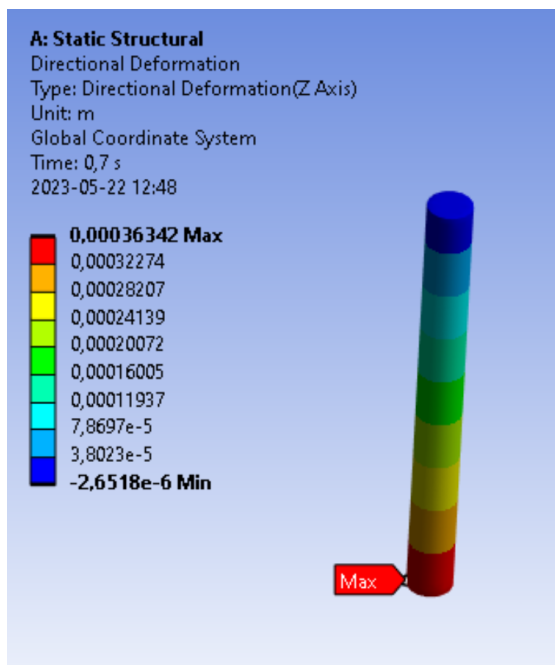 A: Static Structural
Directional Deformation
Type: Directional Deformation(Z Axis)
Unit: m
Global Coordinate System
Time: 0,7 s
2023-05-22 12:48
0,00036342 Max
0,00032274
0,00028207
0,00024139
0,00020072
0,00016005
0,00011937
7,8697e-5
3,8023e-5
-2,6518e-6 Min
Max